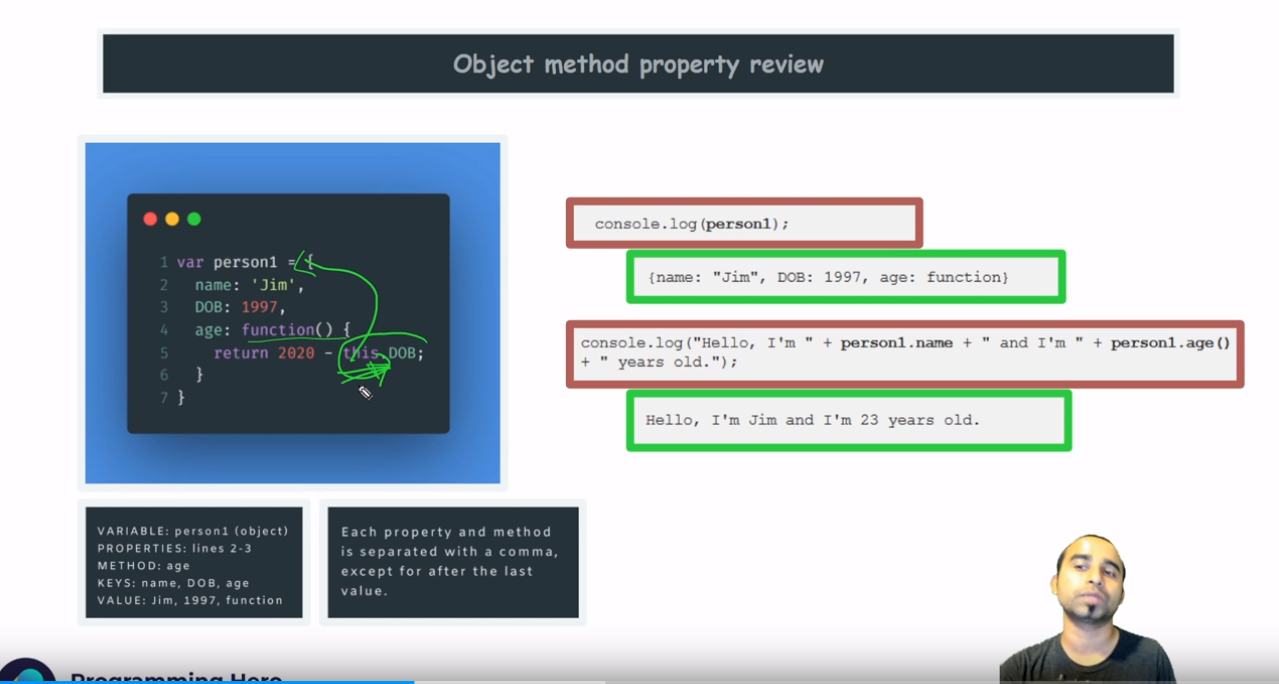 Object method property review
1 var person1 = {
2 name: 'Jim',
3 DOB: 1997,
4 age: function() {
5 return 2020 - this.DOB;
6 }
7 }
console.log(person1);
{name: "Jim", DOB: 1997, age: function}
console.log("Hello, I'm " + person1.name + " and I'm " + person1.age()
+ " years old.");
Hello, I'm Jim and I'm 23 years old.
VARIABLE: person1 (object)
PROPERTIES: lines 2-3
METHOD: age
KEYS: name, DOB, age
VALUE: Jim, 1997, function
Each property and method
is separated with a comma,
except for after the last
value.
Programming Hero